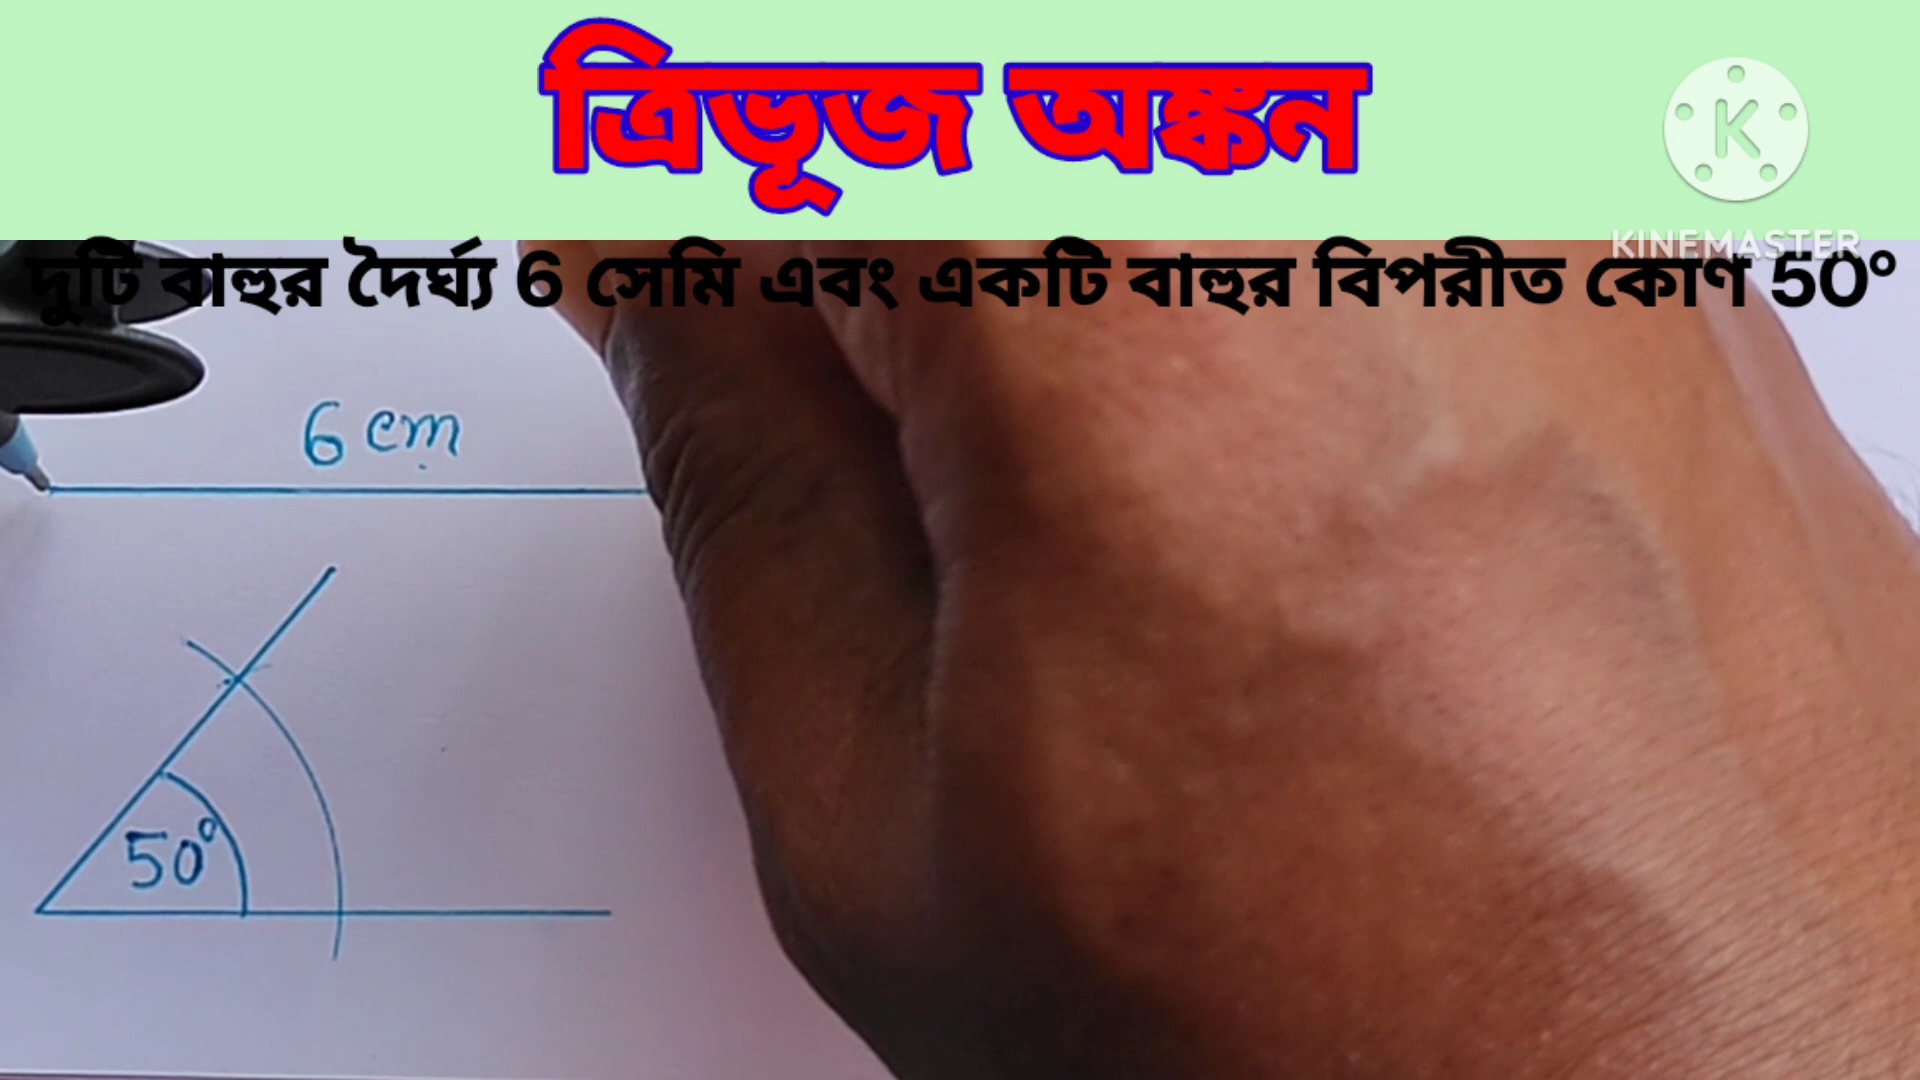 ত্রিভূজ অঙ্কন
K
KINEMASTER
দুটি বাহুর দৈর্ঘ্য 6 সেমি এবং একটি বাহুর বিপরীত কোণ 50°
6 cm
50°